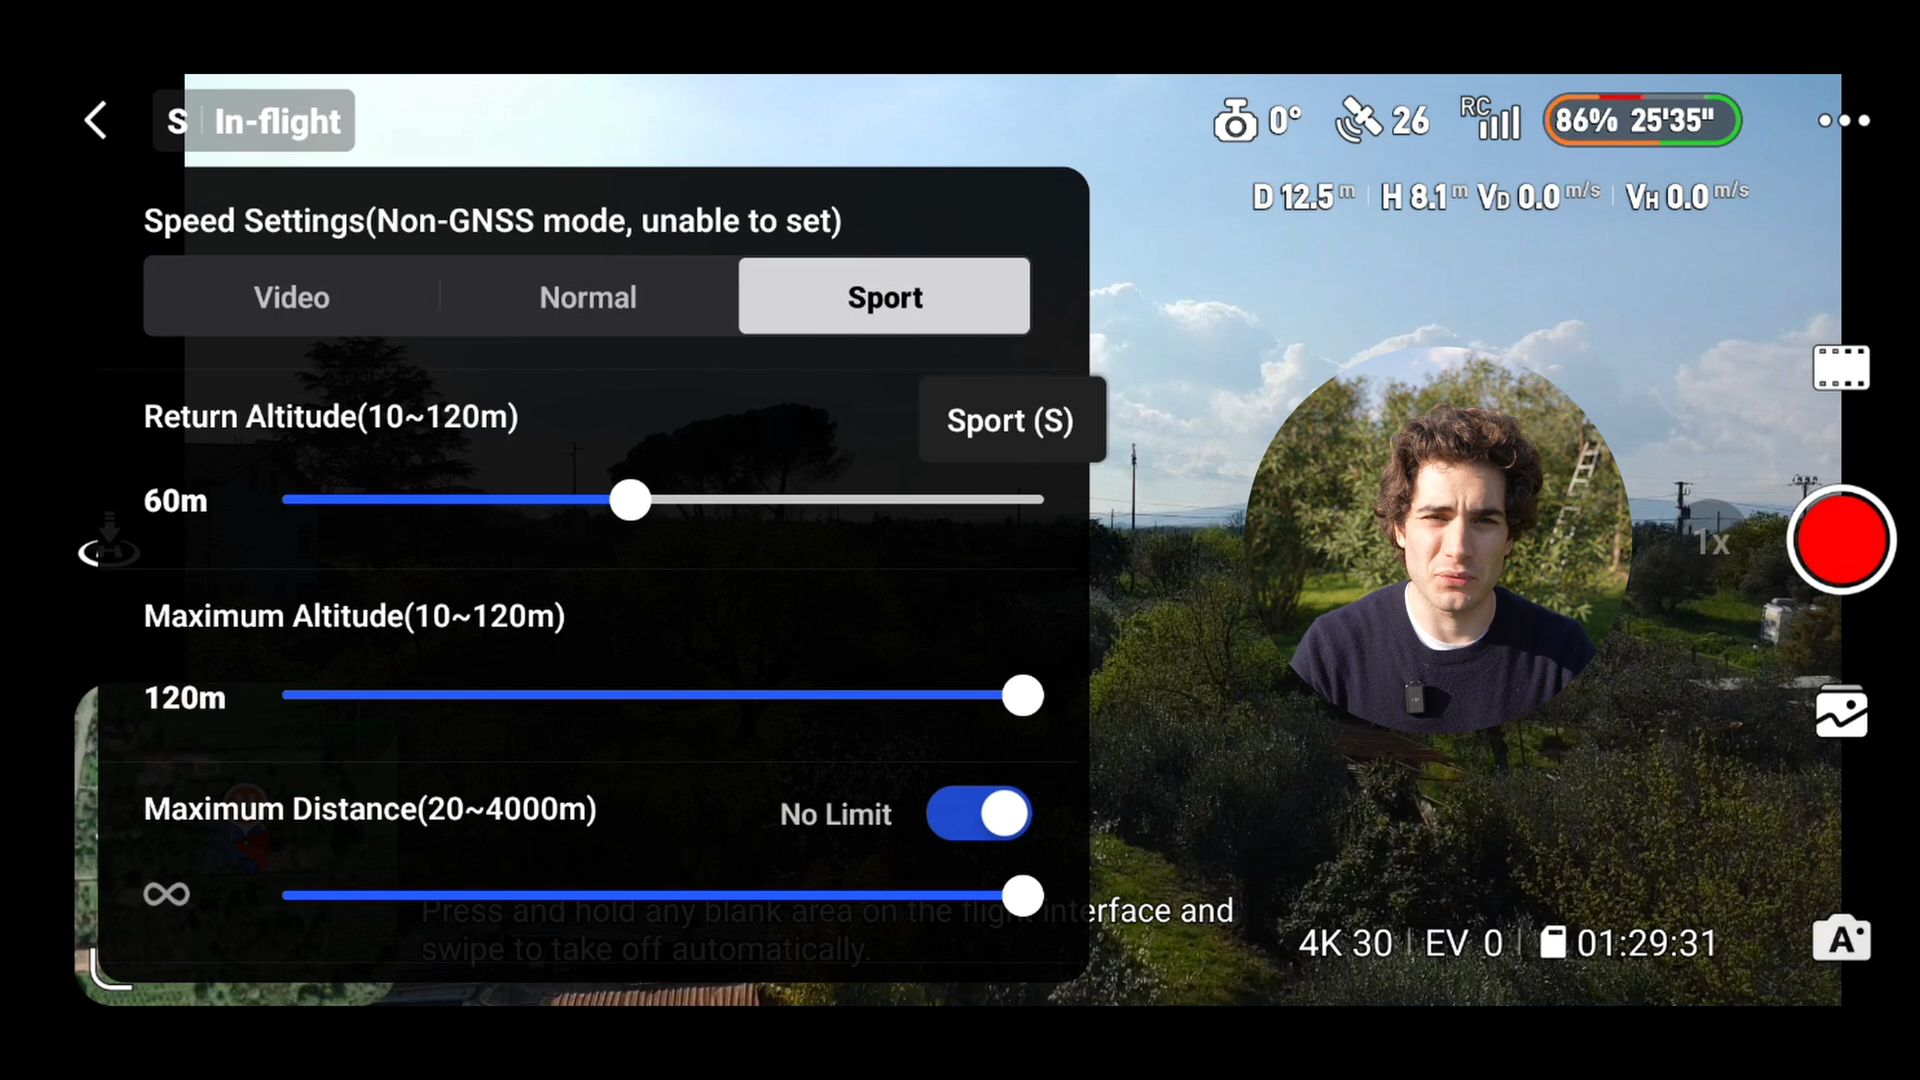 S In-flight
0° 26 RC 86% 25'35"
D 12.5 m H 8.1 m VD 0.0 m/s VH 0.0 m/s
Speed Settings(Non-GNSS mode, unable to set)
Video Normal Sport
Return Altitude(10~120m)
Sport (S)
60m
1x
Maximum Altitude(10~120m)
120m
Maximum Distance(20~4000m) No Limit
∞
Press and hold any blank area on the flight interface and
swipe to take off automatically.
4K 30 EV 0 01:29:31
A